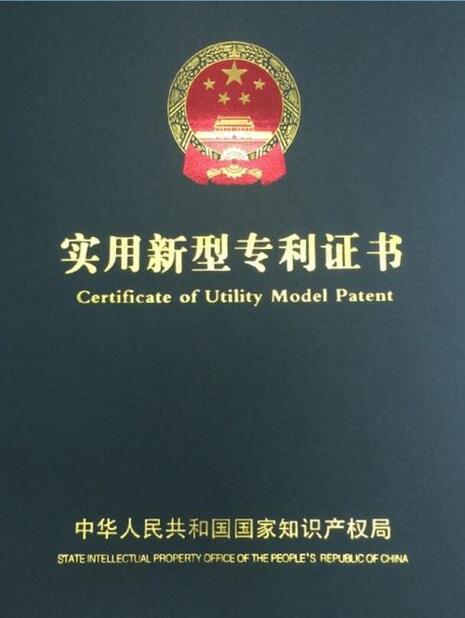 实用新型专利证书
Certificate of Utility Model Patent
中华人民共和国国家知识产权局
STATE INTELLECTUAL PROPERTY OFFICE OF THE PEOPLE'S REPUBLIC OF CHINA